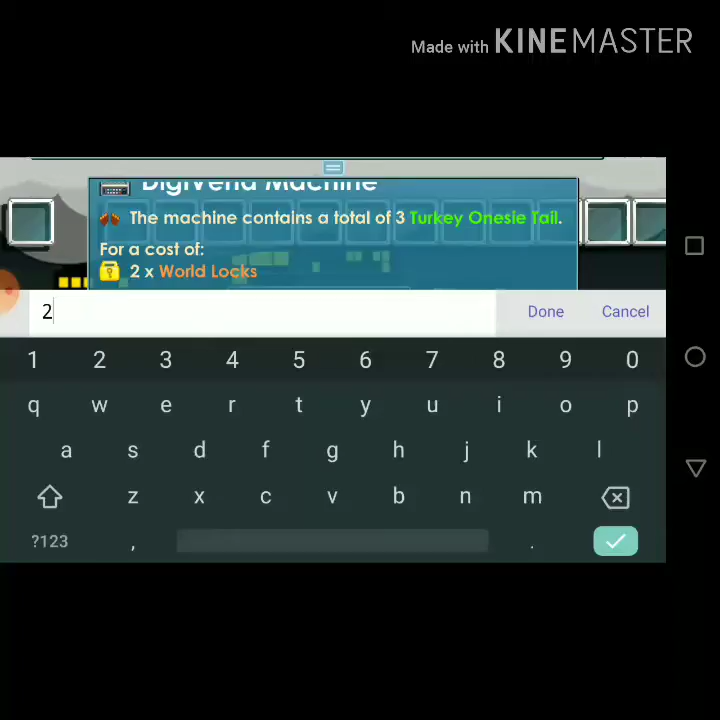 Made with KINEMASTER
DigiVend Machine
The machine contains a total of 3 Turkey Onesie Tail.
For a cost of:
2 x World Locks
2
Done Cancel
1 2 3 4 5 6 7 8 9 0
q w e r t y u i o p
a s d f g h j k l
z x c v b n m
?123 , .